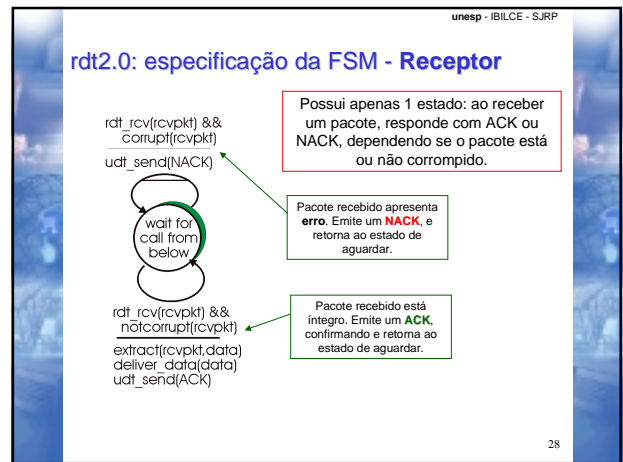 unesp - IBILCE - SJRP
rdt2.0: especificação da FSM - Receptor
Possui apenas 1 estado: ao receber
um pacote, responde com ACK ou
NACK, dependendo se o pacote está
ou não corrompido.
rdt_rcv(rcvpkt) &&
corrupt(rcvpkt)
udt_send(NACK)
Pacote recebido apresenta
erro. Emite um NACK, e
retorna ao estado de
aguardar.
wait for
call from
below
rdt_rcv(rcvpkt) &&
notcorrupt(rcvpkt)
extract(rcvpkt,data)
deliver_data(data)
udt_send(ACK)
Pacote recebido está
íntegro. Emite um ACK,
confirmando e retorna ao
estado de aguardar.
28